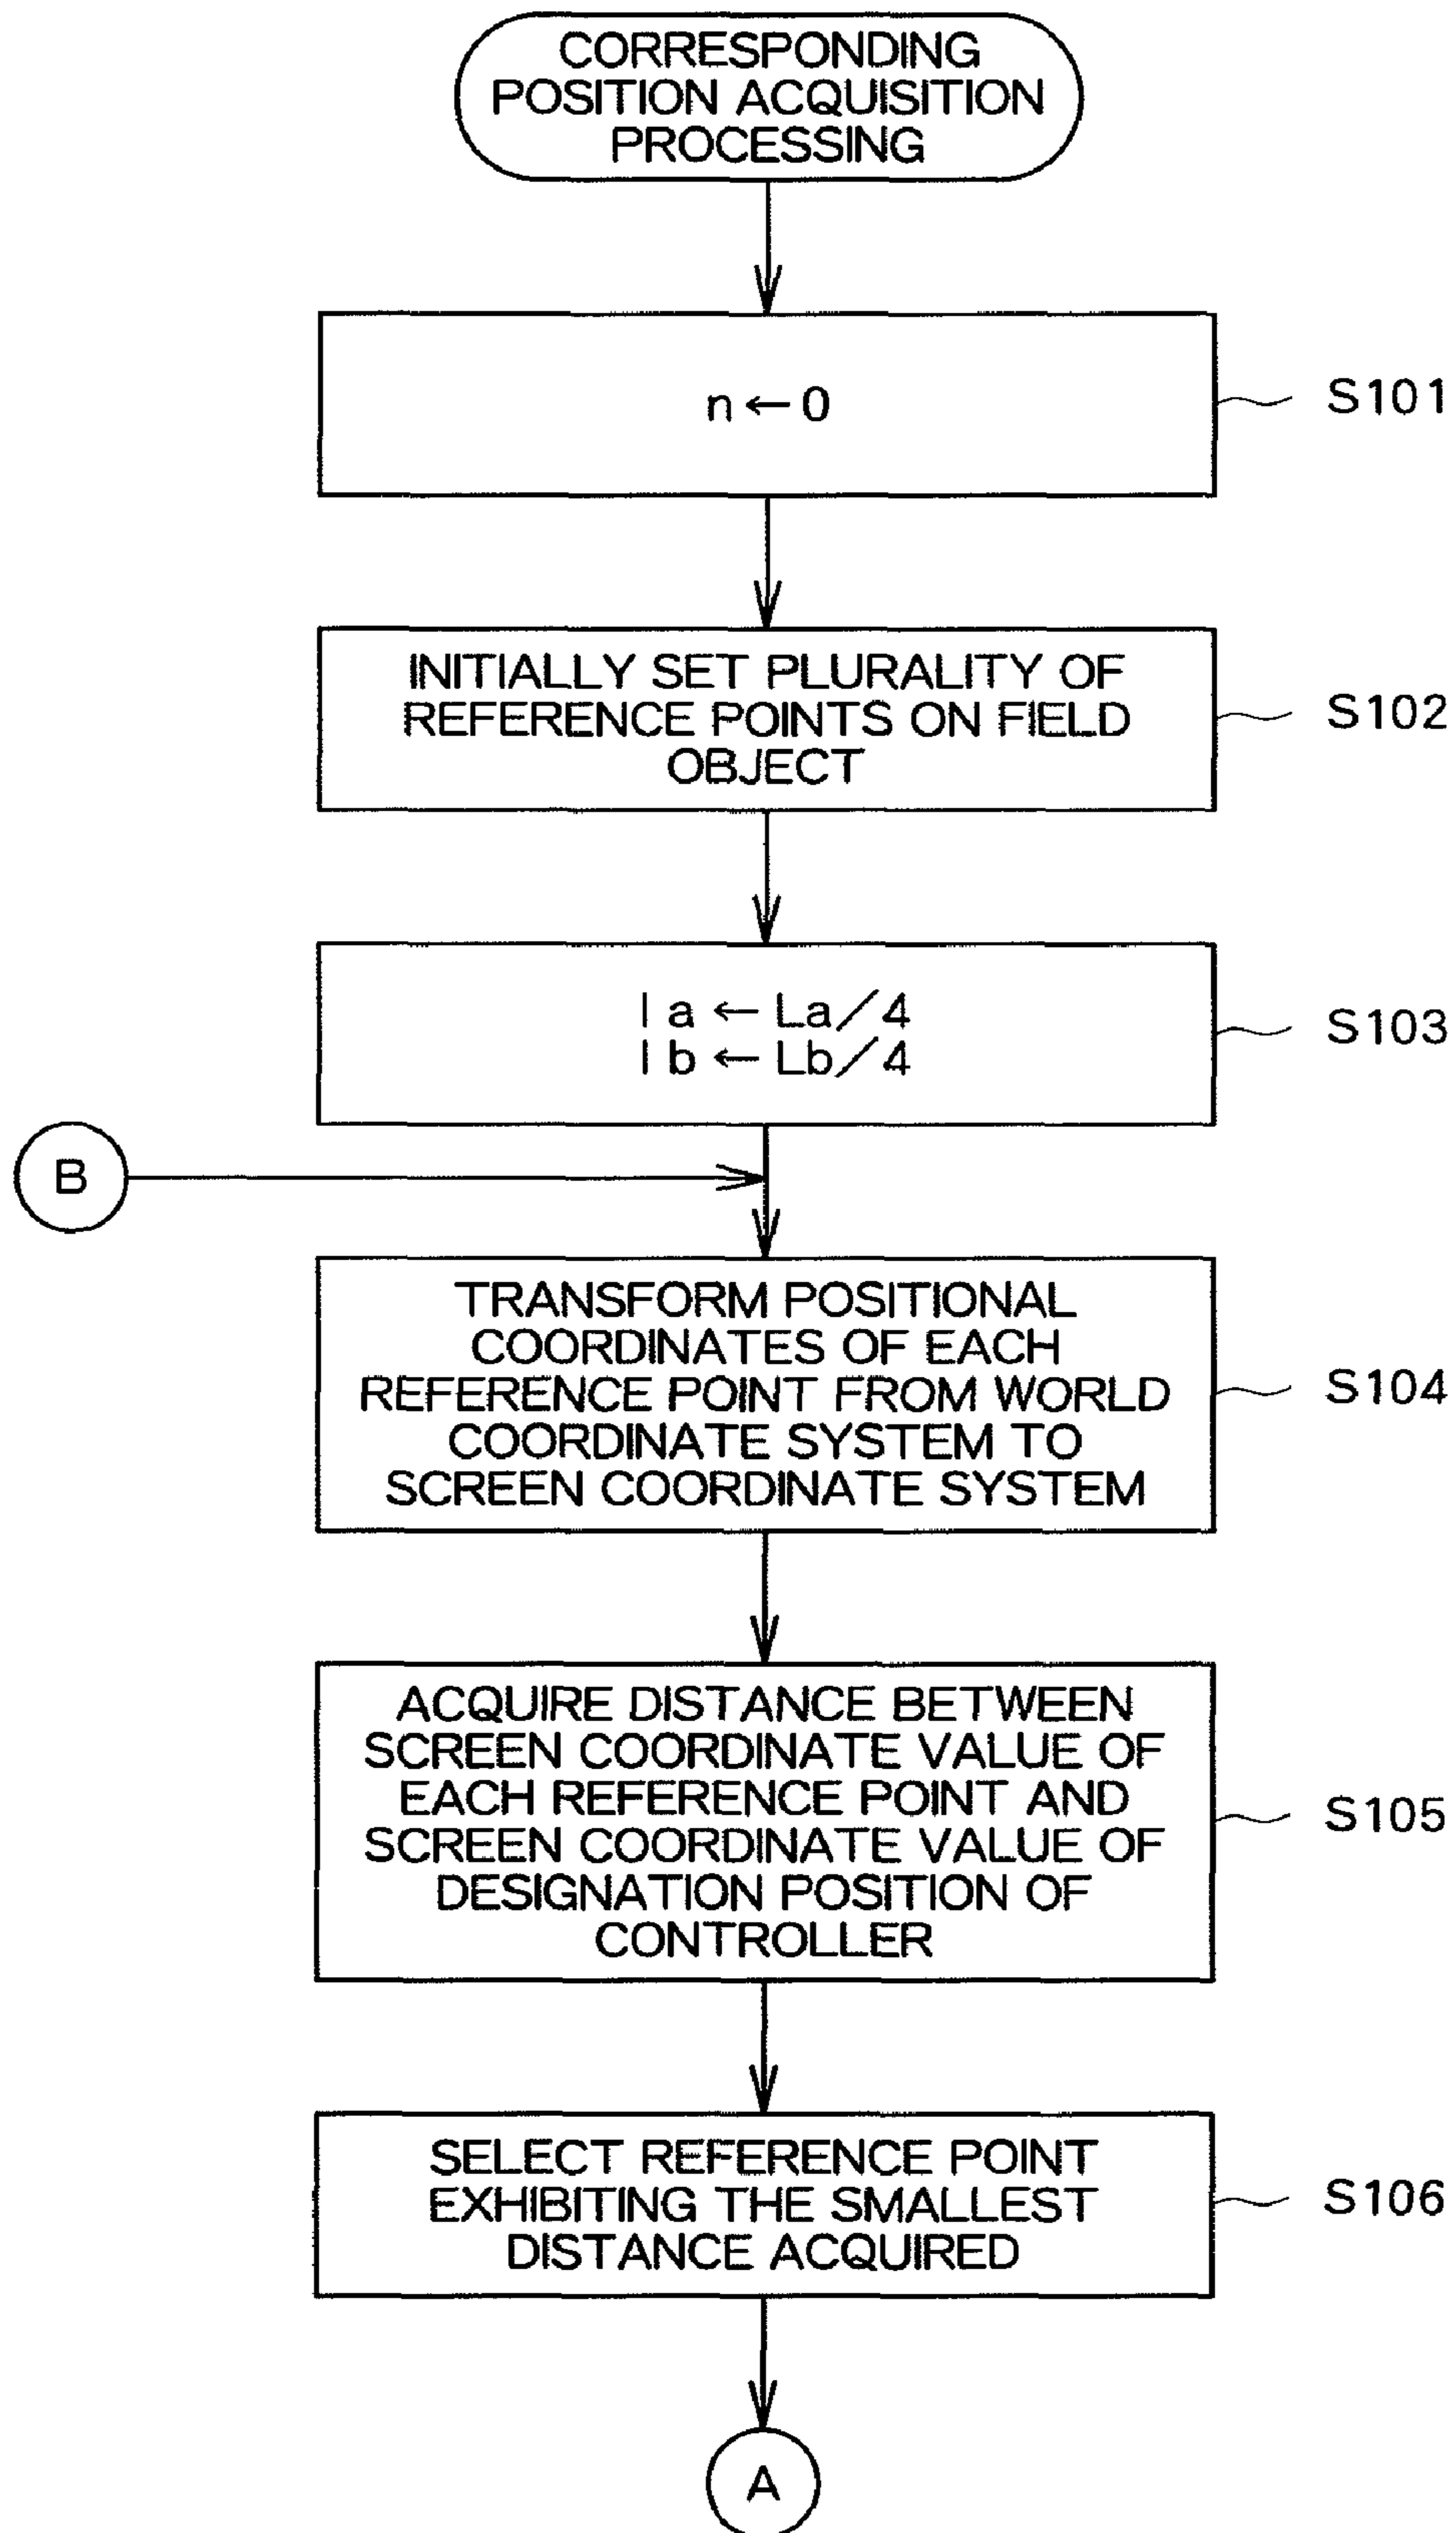 CORRESPONDING
POSITION ACQUISITION
PROCESSING
n ← 0
S101
INITIALLY SET PLURALITY OF
REFERENCE POINTS ON FIELD
OBJECT
S102
l a ← La/4
l b ← Lb/4
S103
B
TRANSFORM POSITIONAL
COORDINATES OF EACH
REFERENCE POINT FROM WORLD
COORDINATE SYSTEM TO
SCREEN COORDINATE SYSTEM
S104
ACQUIRE DISTANCE BETWEEN
SCREEN COORDINATE VALUE OF
EACH REFERENCE POINT AND
SCREEN COORDINATE VALUE OF
DESIGNATION POSITION OF
CONTROLLER
S105
SELECT REFERENCE POINT
EXHIBITING THE SMALLEST
DISTANCE ACQUIRED
S106
A